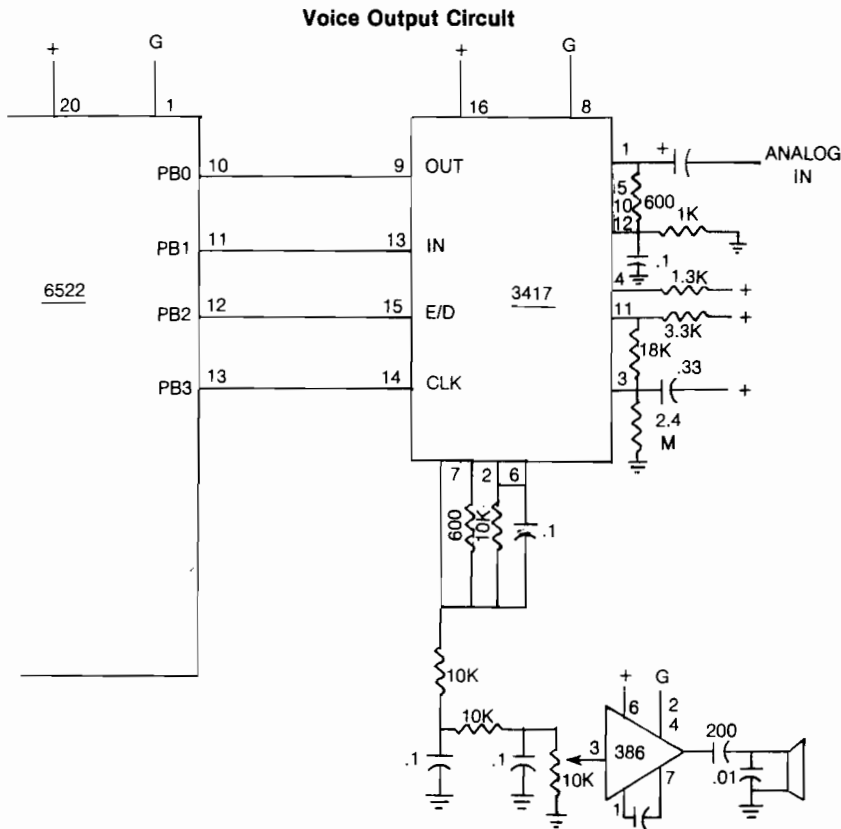 Voice Output Circuit
+ G + G
20 1 16 8
PB0 10 9 OUT 1 + ANALOG
IN
5
10 600
12 1K
PB1 11 13 IN .1
6522 3417 4 1.3K +
PB2 12 15 E/D 11 3.3K +
18K
PB3 13 14 CLK 3 .33 +
2.4
M
7 2 6
600 10K .1
10K
+ G
6 2
4
10K 200
3 386
.1 .1 10K 7 .01
1